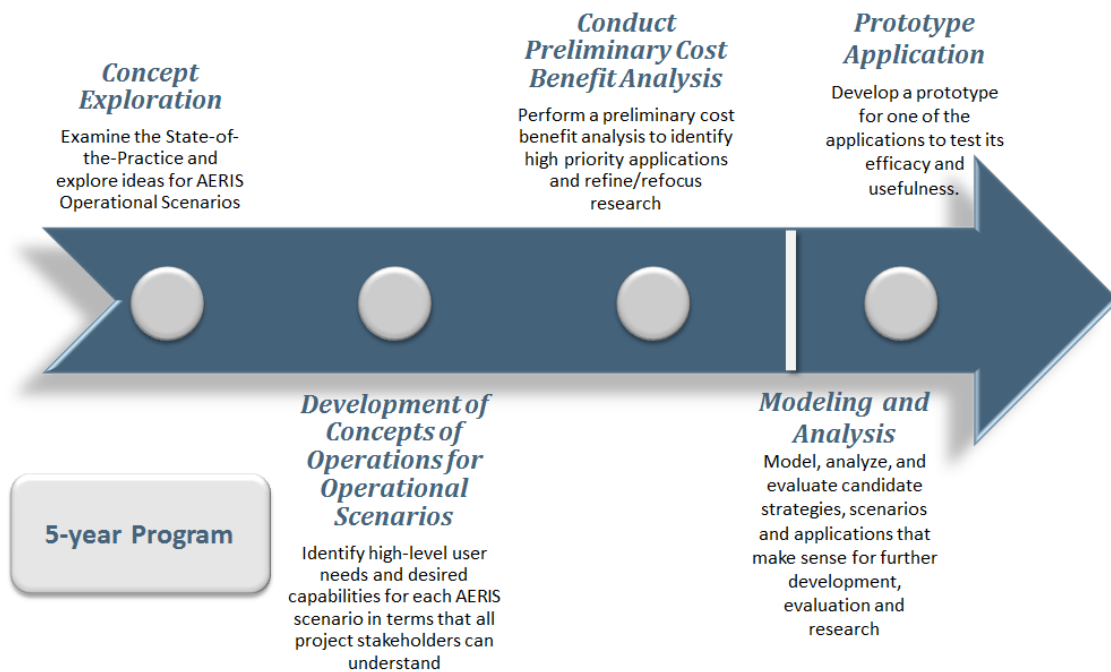 Concept
Exploration
Examine the State-of-
the-Practice and
explore ideas for AERIS
Operational Scenarios
Development of
Concepts of
Operations for
Operational
Scenarios
Identify high-level user
needs and desired
capabilities for each AERIS
scenario in terms that all
project stakeholders can
understand
Conduct
Preliminary Cost
Benefit Analysis
Perform a preliminary cost
benefit analysis to identify
high priority applications
and refine/refocus
research
Modeling and
Analysis
Model, analyze, and
evaluate candidate
strategies, scenarios
and applications that
make sense for further
development,
evaluation and
research
Prototype
Application
Develop a prototype
for one of the
applications to test its
efficacy and
usefulness.
5-year Program